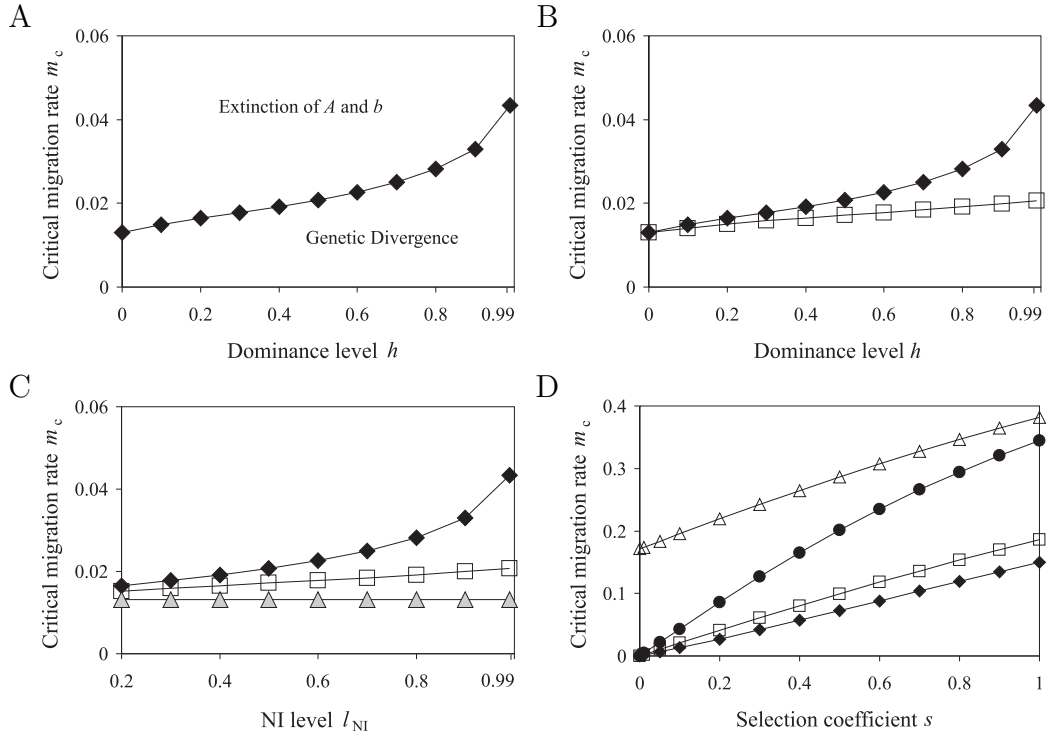 A
Critical migration rate m c
0.06
0.04
0.02
0
Extinction of A and b
Genetic Divergence
0
0.2
0.4
0.6
0.8
0.99
Dominance level h
B
Critical migration rate m c
0.06
0.04
0.02
0
0
0.2
0.4
0.6
0.8
0.99
Dominance level h
C
Critical migration rate m c
0.06
0.04
0.02
0
0.2
0.4
0.6
0.8
0.99
NI level l NI
D
Critical migration rate m c
0.4
0.3
0.2
0.1
0
0
0.2
0.4
0.6
0.8
1
Selection coefficient s